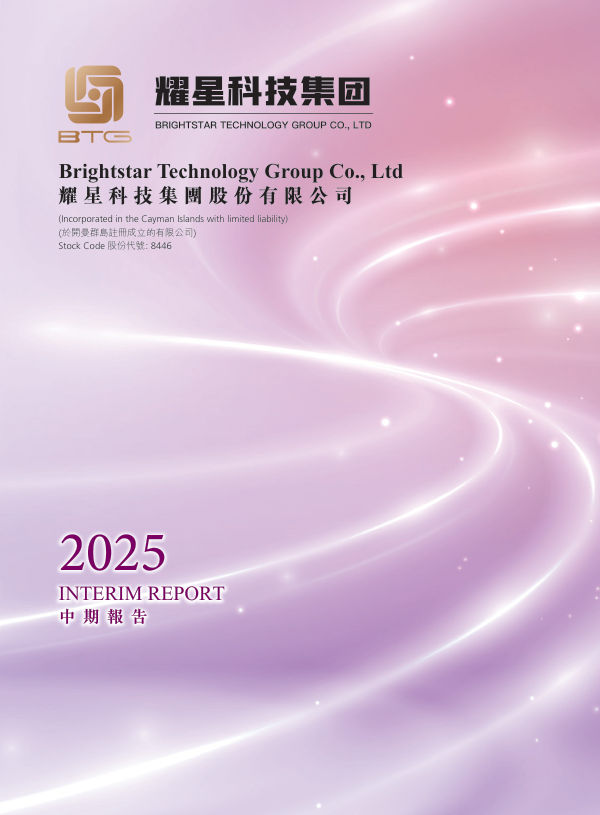 BTG
耀星科技集团
BRIGHTSTAR TECHNOLOGY GROUP CO., LTD
Brightstar Technology Group Co., Ltd
耀星科技集團股份有限公司
(Incorporated in the Cayman Islands with limited liability)
(於開曼群島註冊成立的有限公司)
Stock Code 股份代號: 8446
2025
INTERIM REPORT
中期報告